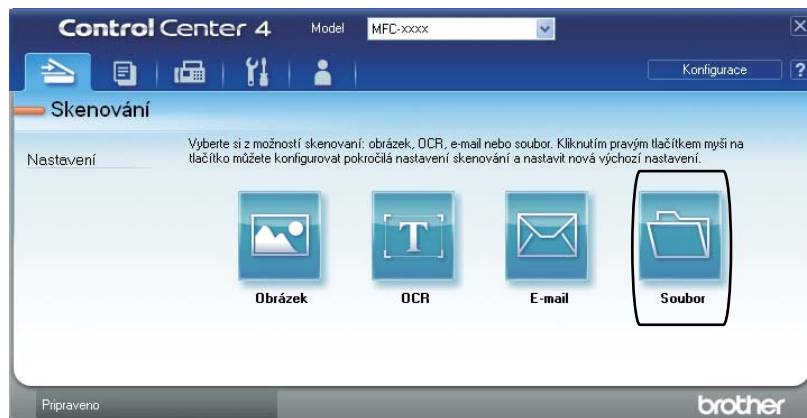 Control Center 4 Model MFC-xxxx
Konfigurace ?
Skenování
Nastavení
Vyberte si z možností skenovaní: obrázek, OCR, e-mail nebo soubor. Kliknutím pravým tlačítkem myši na
tlačítko můžete konfigurovat pokročilá nastavení skenování a nastavit nová výchozí nastavení.
T
Obrázek OCR E-mail Soubor
Pripraveno brother